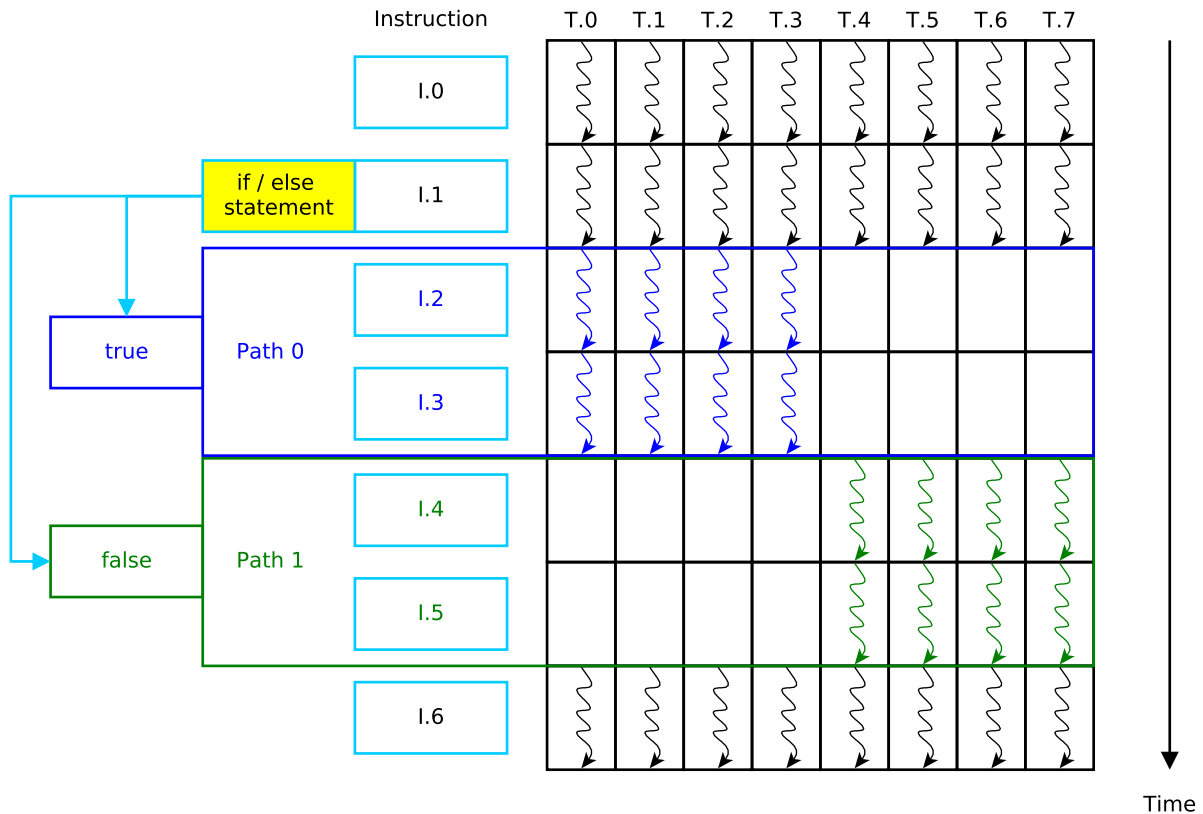 Instruction T.0 T.1 T.2 T.3 T.4 T.5 T.6 T.7
I.0
if / else
statement
I.1
I.2
true
Path 0
I.3
I.4
false
Path 1
I.5
I.6
Time